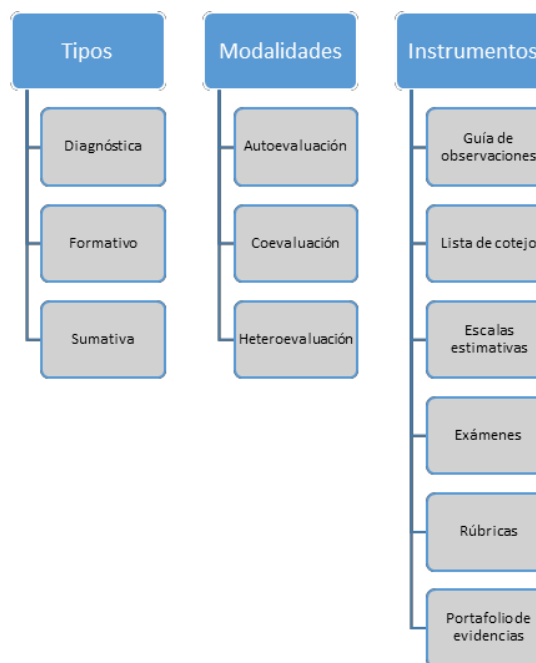 Tipos
Diagnóstica
Formativo
Sumativa
Modalidades
Autoevaluación
Coevaluación
Heteroevaluación
Instrumentos
Guía de
observaciones
Lista de cotejo
Escalas
estimativas
Exámenes
Rúbricas
Portafolio de
evidencias